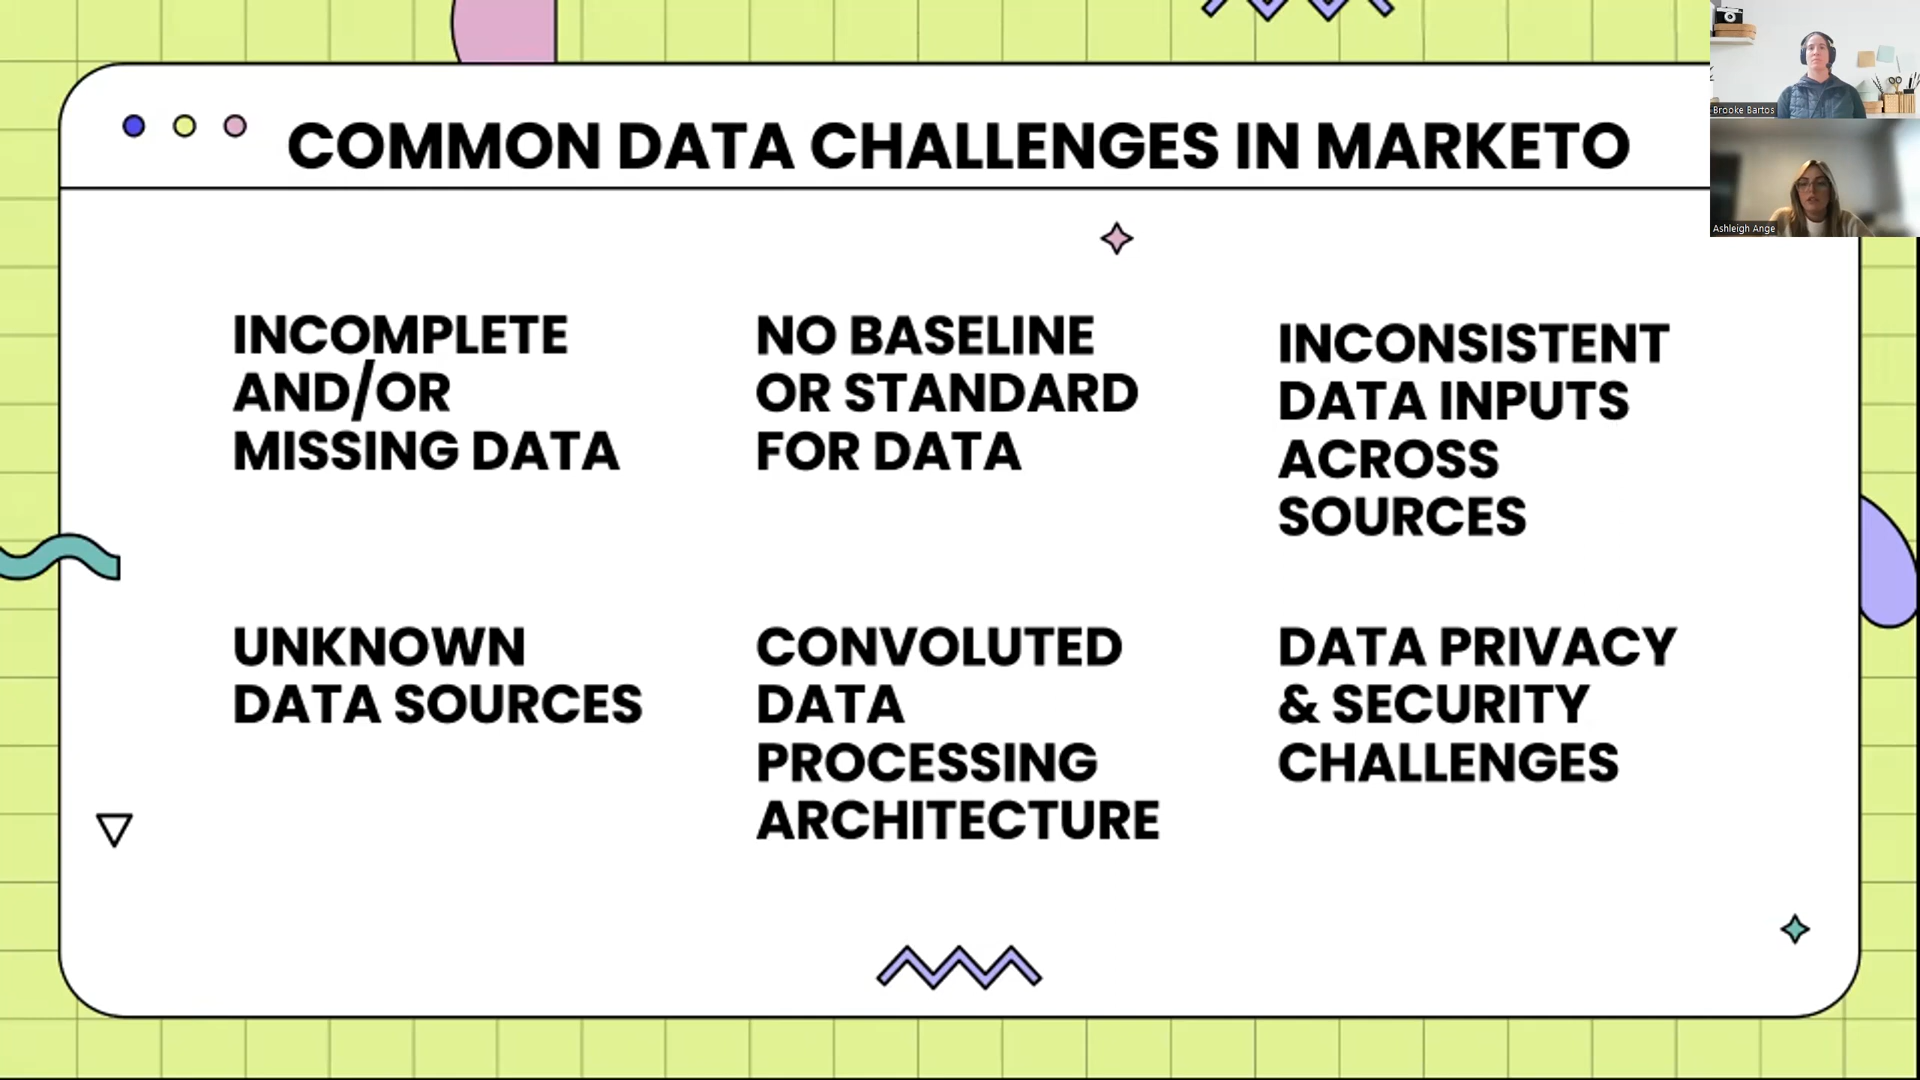 COMMON DATA CHALLENGES IN MARKETO
INCOMPLETE
AND/OR
MISSING DATA
NO BASELINE
OR STANDARD
FOR DATA
INCONSISTENT
DATA INPUTS
ACROSS
SOURCES
UNKNOWN
DATA SOURCES
CONVOLUTED
DATA
PROCESSING
ARCHITECTURE
DATA PRIVACY
& SECURITY
CHALLENGES
Brooke Bartos
Ashleigh Ange